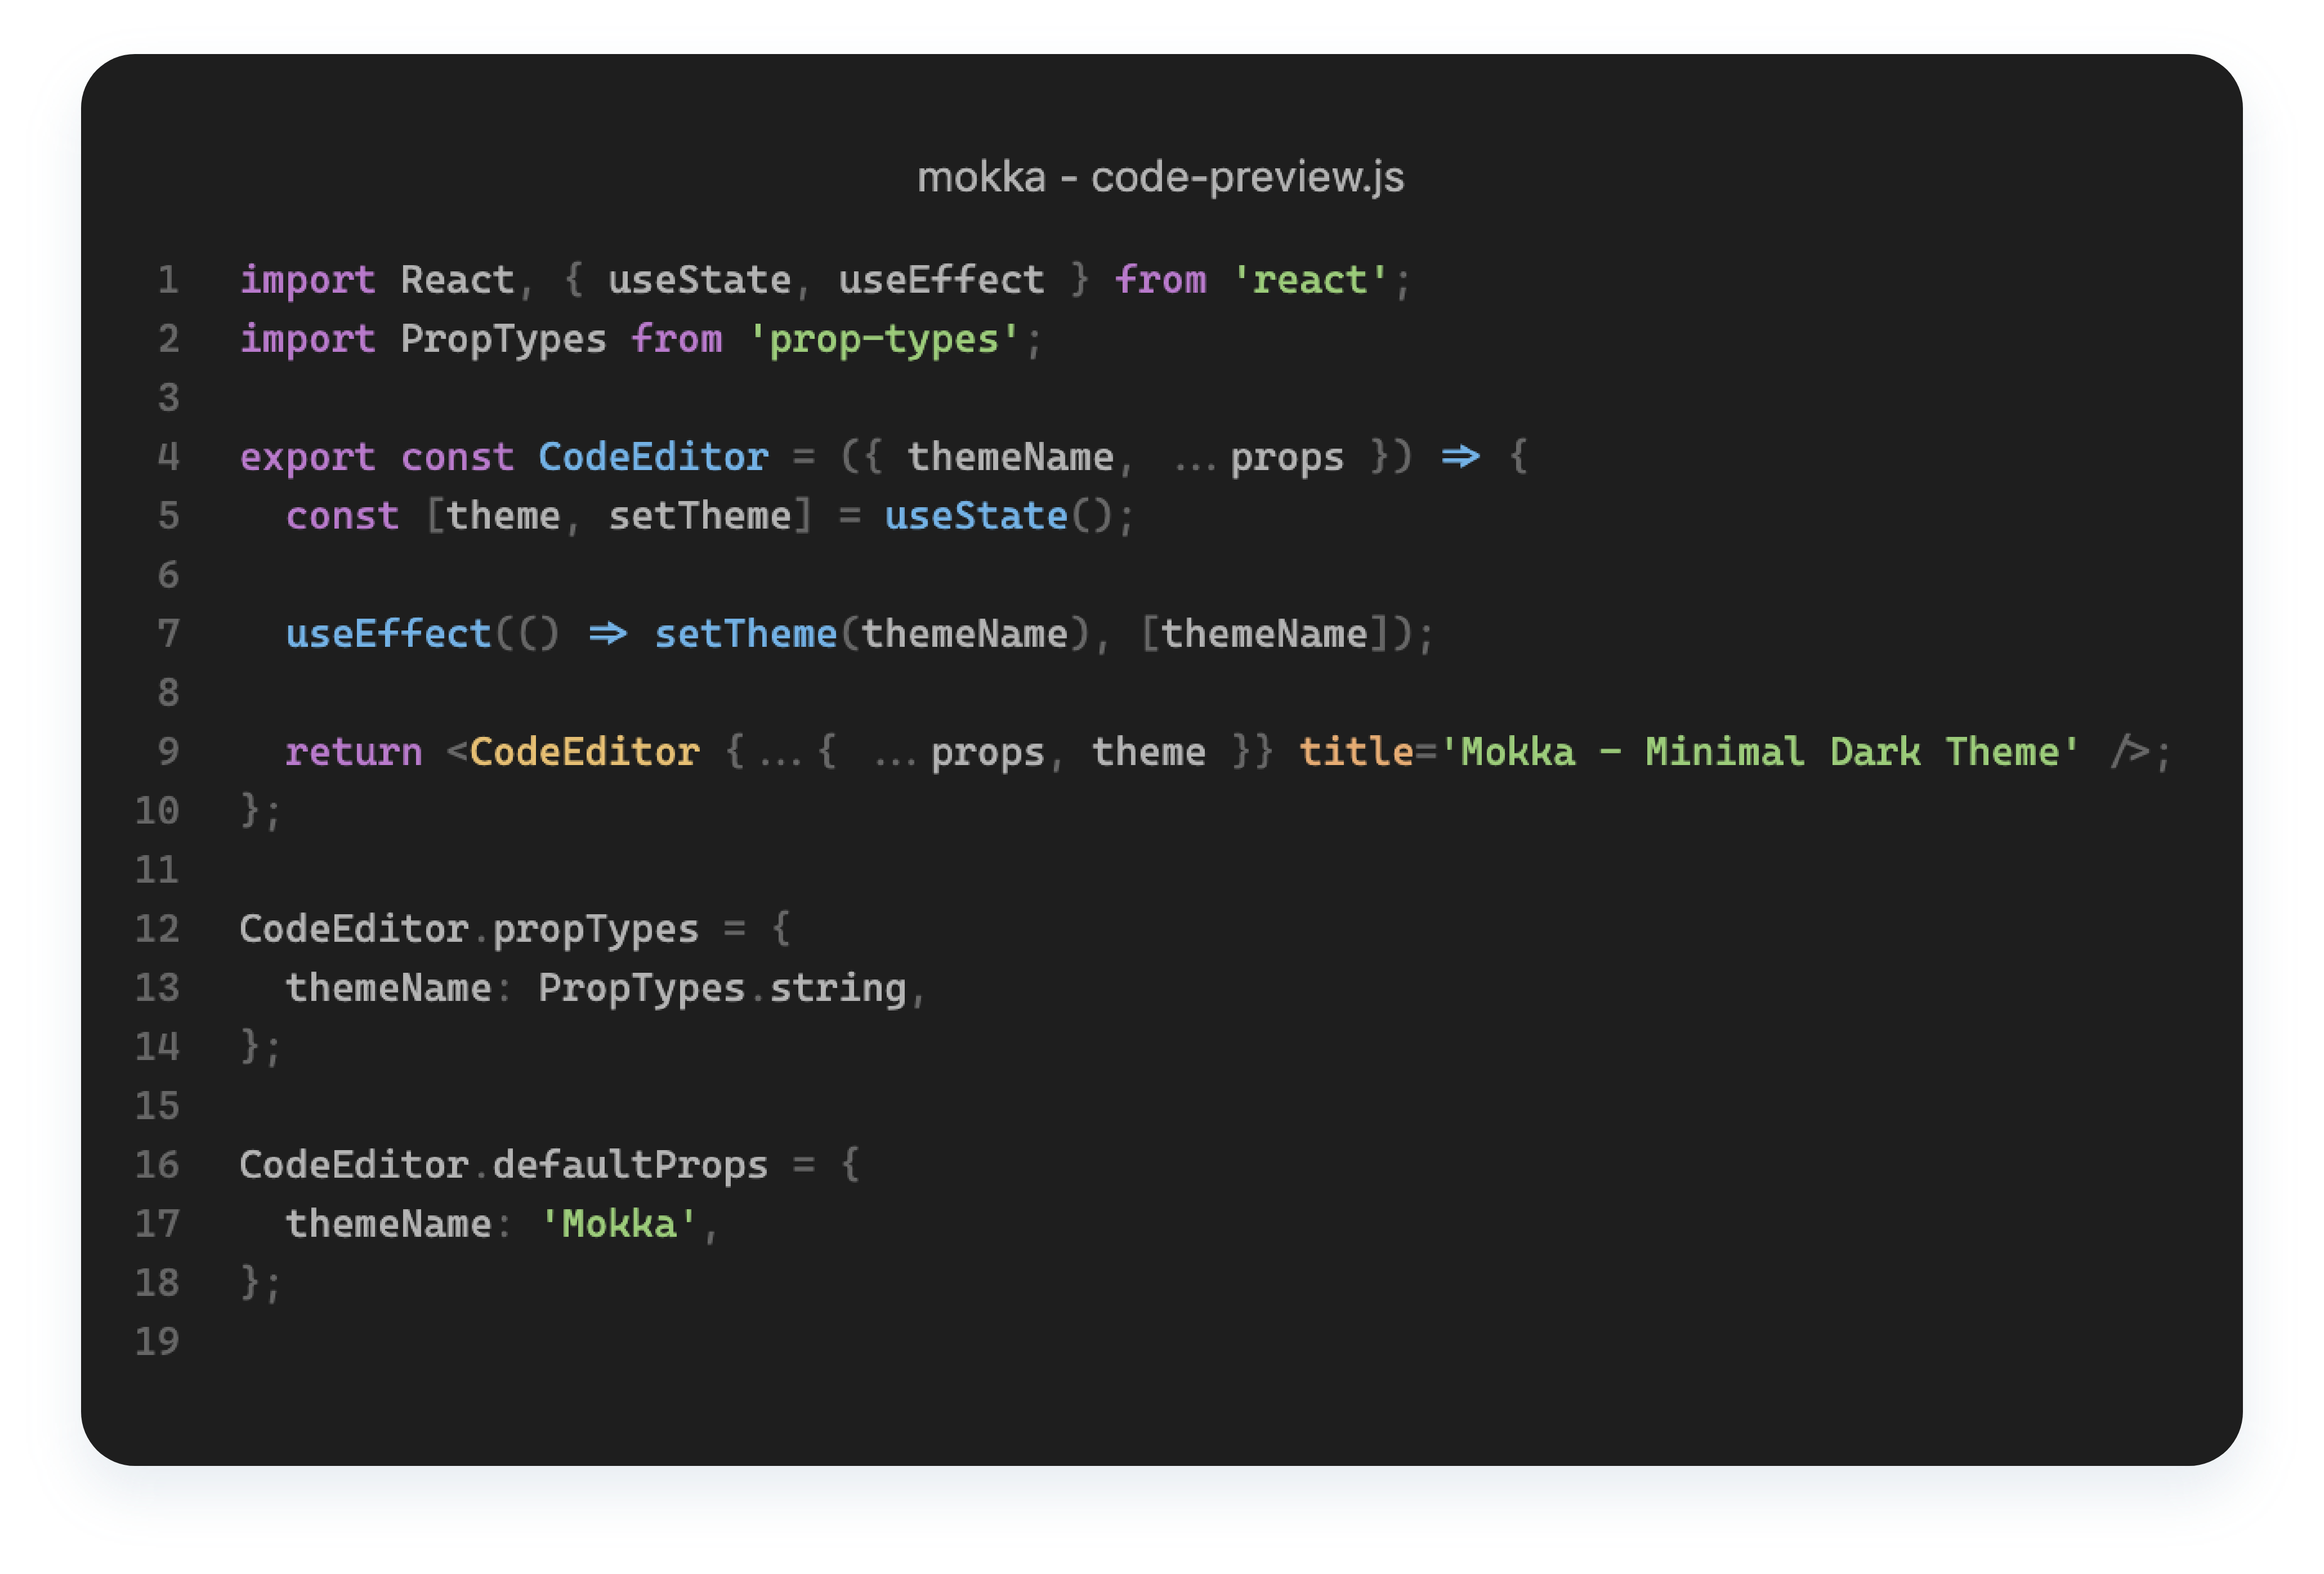 mokka - code-preview.js
1 import React, { useState, useEffect } from 'react';
2 import PropTypes from 'prop-types';
3
4 export const CodeEditor = ({ themeName, ...props }) => {
5   const [theme, setTheme] = useState();
6
7   useEffect(() => setTheme(themeName), [themeName]);
8
9   return <CodeEditor {...{ ...props, theme }} title='Mokka - Minimal Dark Theme' />;
10 };
11
12 CodeEditor.propTypes = {
13   themeName: PropTypes.string,
14 };
15
16 CodeEditor.defaultProps = {
17   themeName: 'Mokka',
18 };
19